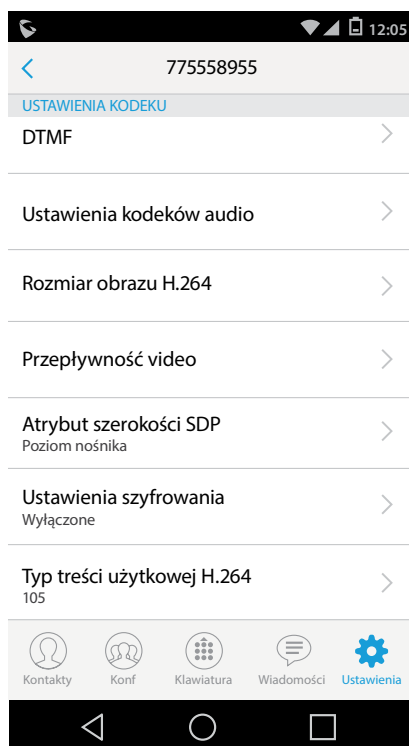 12:05
775558955
USTAWIENIA KODEKU
DTMF
Ustawienia kodeków audio
Rozmiar obrazu H.264
Przepływność video
Atrybut szerokości SDP
Poziom nośnika
Ustawienia szyfrowania
Wyłączone
Typ treści użytkowej H.264
105
Kontakty Konf Klawiatura Wiadomości Ustawienia